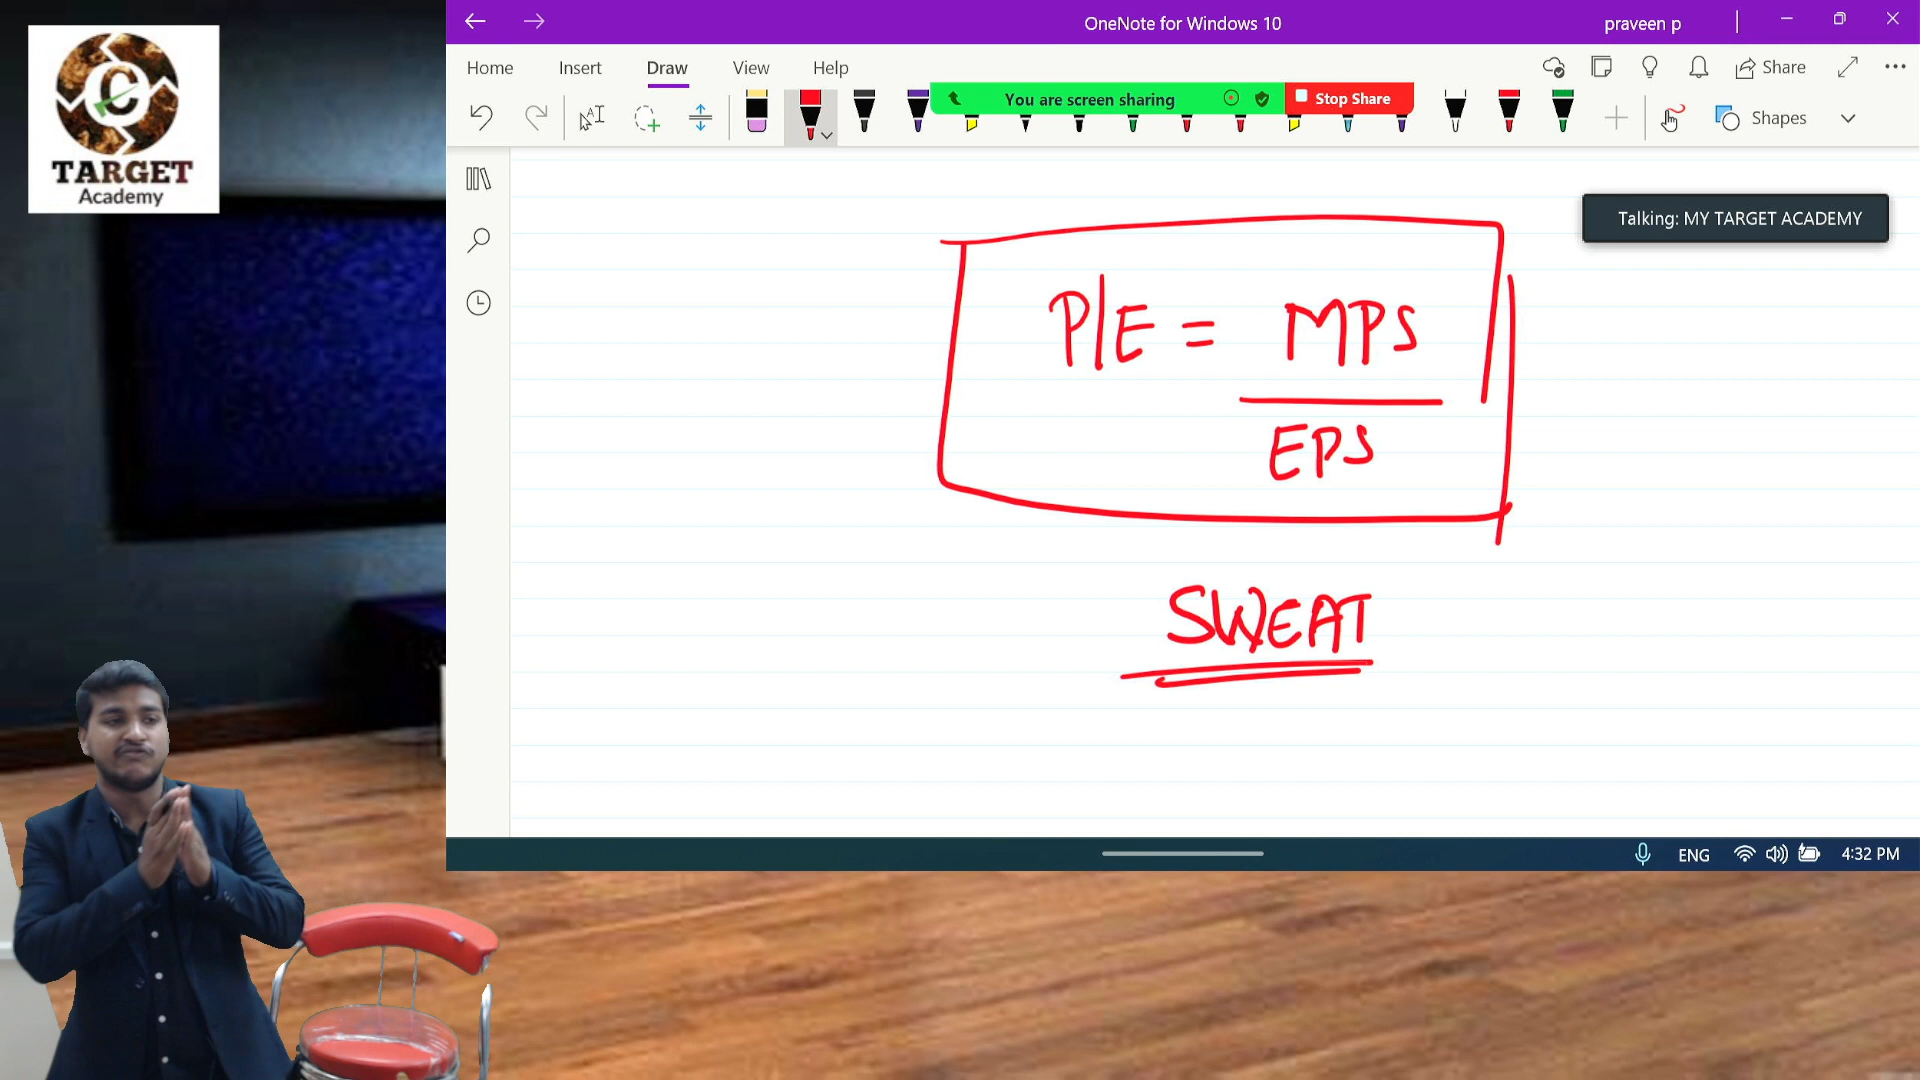 TARGET
Academy
OneNote for Windows 10
praveen p
Home Insert Draw View Help
Share
You are screen sharing
Stop Share
Shapes
Talking: MY TARGET ACADEMY
P|E = MPS
EPS
SWEAT
ENG
4:32 PM